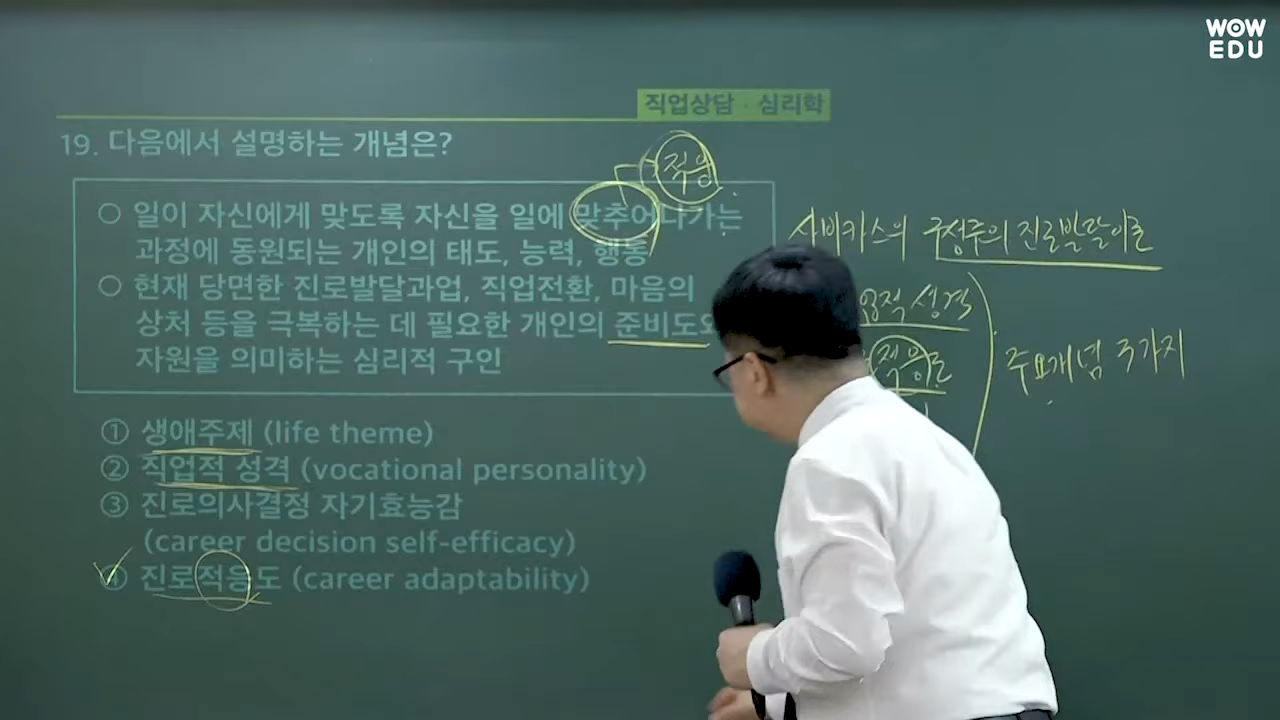 WOW
EDU
직업상담 · 심리학
19. 다음에서 설명하는 개념은?
적응
○ 일이 자신에게 맞도록 자신을 일에 맞추어나가는
과정에 동원되는 개인의 태도, 능력, 행동
○ 현재 당면한 진로발달과업, 직업전환, 마음의
상처 등을 극복하는 데 필요한 개인의 준비도와
자원을 의미하는 심리적 구인
① 생애주제 (life theme)
② 직업적 성격 (vocational personality)
③ 진로의사결정 자기효능감
(career decision self-efficacy)
④ 진로적응도 (career adaptability)
사비카스의 구성주의 진로발달이론
업적 성격
적응도
주요개념 3가지